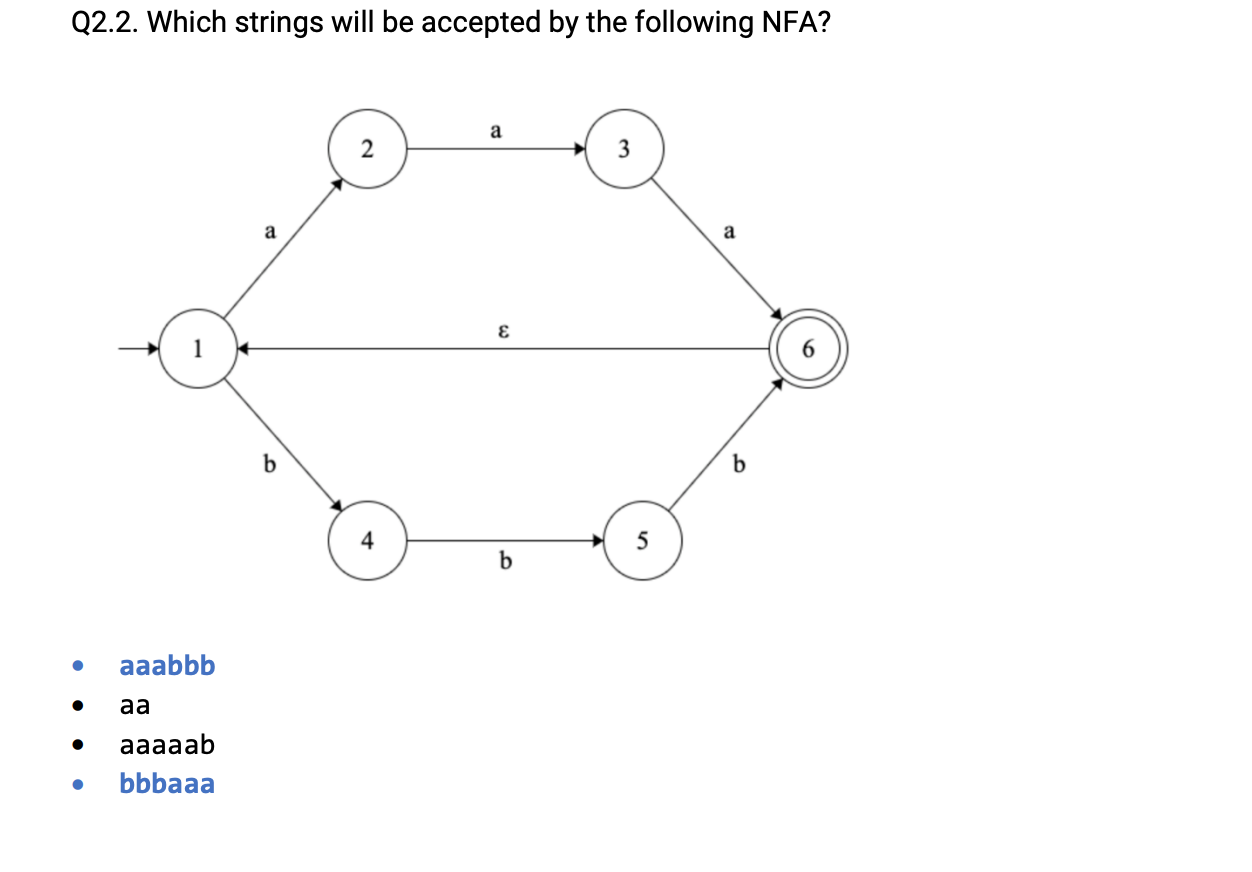 Q2.2. Which strings will be accepted by the following NFA?
2
a
3
a
a
1
ε
6
b
b
4
b
5
• aaabbb
• aa
• aaaaab
• bbbaaa